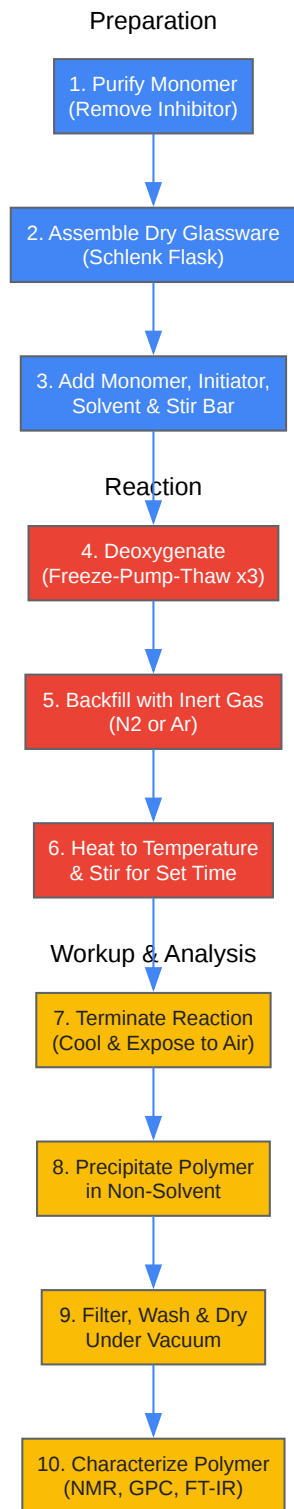 Preparation
1. Purify Monomer
(Remove Inhibitor)
2. Assemble Dry Glassware
(Schlenk Flask)
3. Add Monomer, Initiator,
Solvent & Stir Bar
Reaction
4. Deoxygenate
(Freeze-Pump-Thaw x3)
5. Backfill with Inert Gas
(N2 or Ar)
6. Heat to Temperature
& Stir for Set Time
Workup & Analysis
7. Terminate Reaction
(Cool & Expose to Air)
8. Precipitate Polymer
in Non-Solvent
9. Filter, Wash & Dry
Under Vacuum
10. Characterize Polymer
(NMR, GPC, FT-IR)